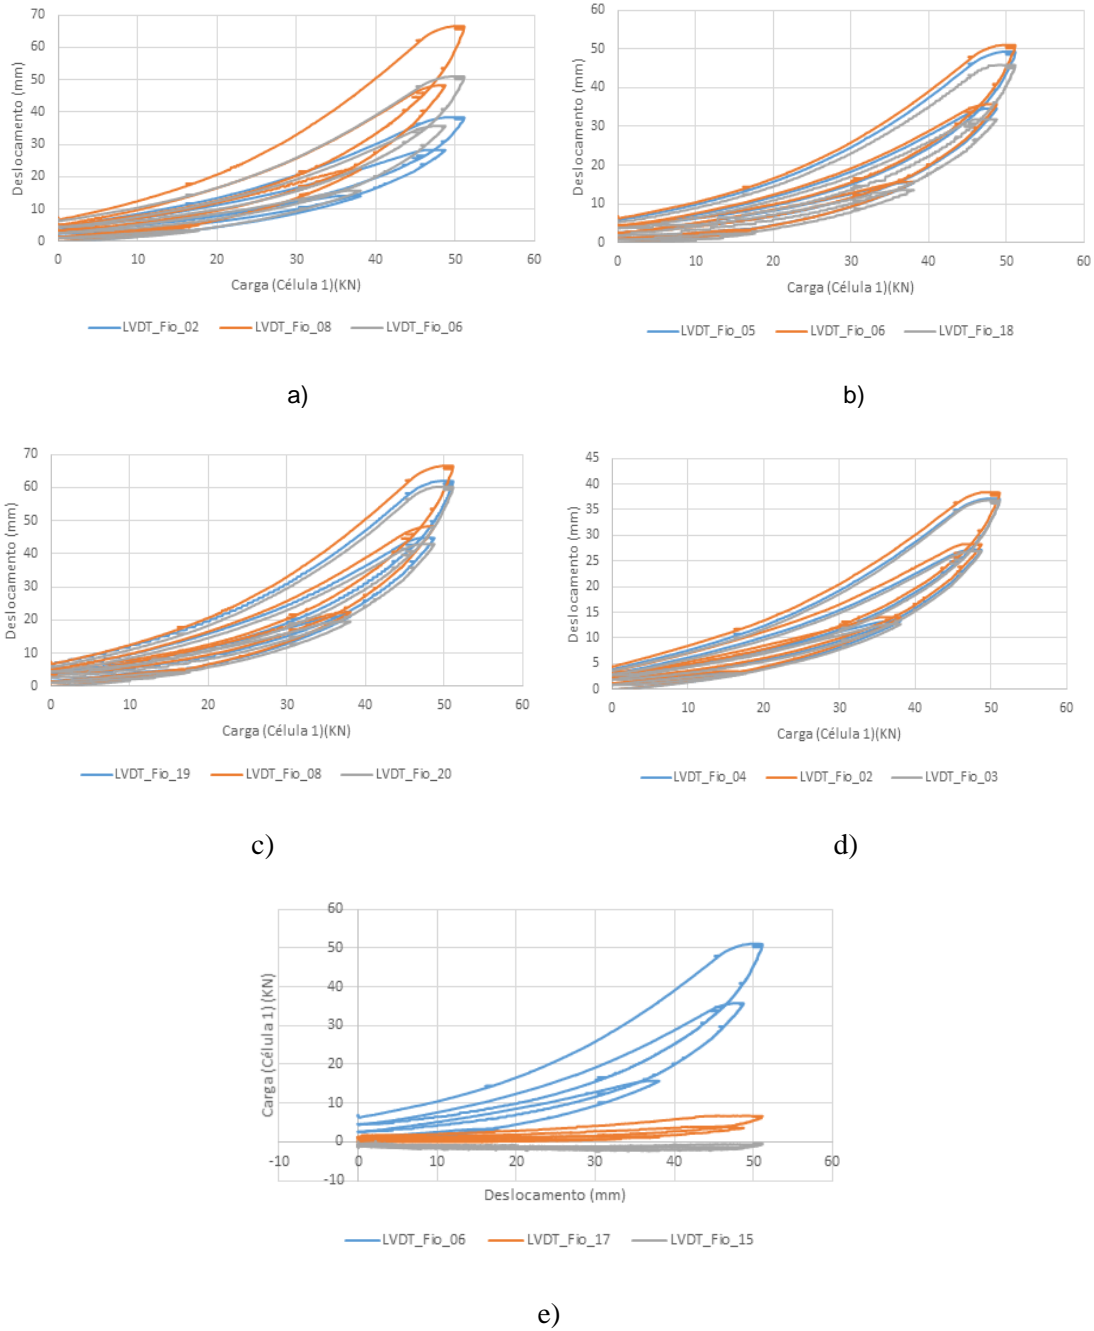 70
60
50
40
30
20
10
0
Deslocamento (mm)
0 10 20 30 40 50 60
Carga (Célula 1)(KN)
LVDT_Fio_02 LVDT_Fio_08 LVDT_Fio_06
a)
60
50
40
30
20
10
0
Deslocamento (mm)
0 10 20 30 40 50 60
Carga (Célula 1)(KN)
LVDT_Fio_05 LVDT_Fio_06 LVDT_Fio_18
b)
70
60
50
40
30
20
10
0
Deslocamento (mm)
0 10 20 30 40 50 60
Carga (Célula 1)(KN)
LVDT_Fio_19 LVDT_Fio_08 LVDT_Fio_20
c)
45
40
35
30
25
20
15
10
5
0
Deslocamento (mm)
0 10 20 30 40 50 60
Carga (Célula 1)(KN)
LVDT_Fio_04 LVDT_Fio_02 LVDT_Fio_03
d)
60
50
40
30
20
10
0
-10
Carga (Célula 1) (KN)
-10 0 10 20 30 40 50 60
Deslocamento (mm)
LVDT_Fio_06 LVDT_Fio_17 LVDT_Fio_15
e)